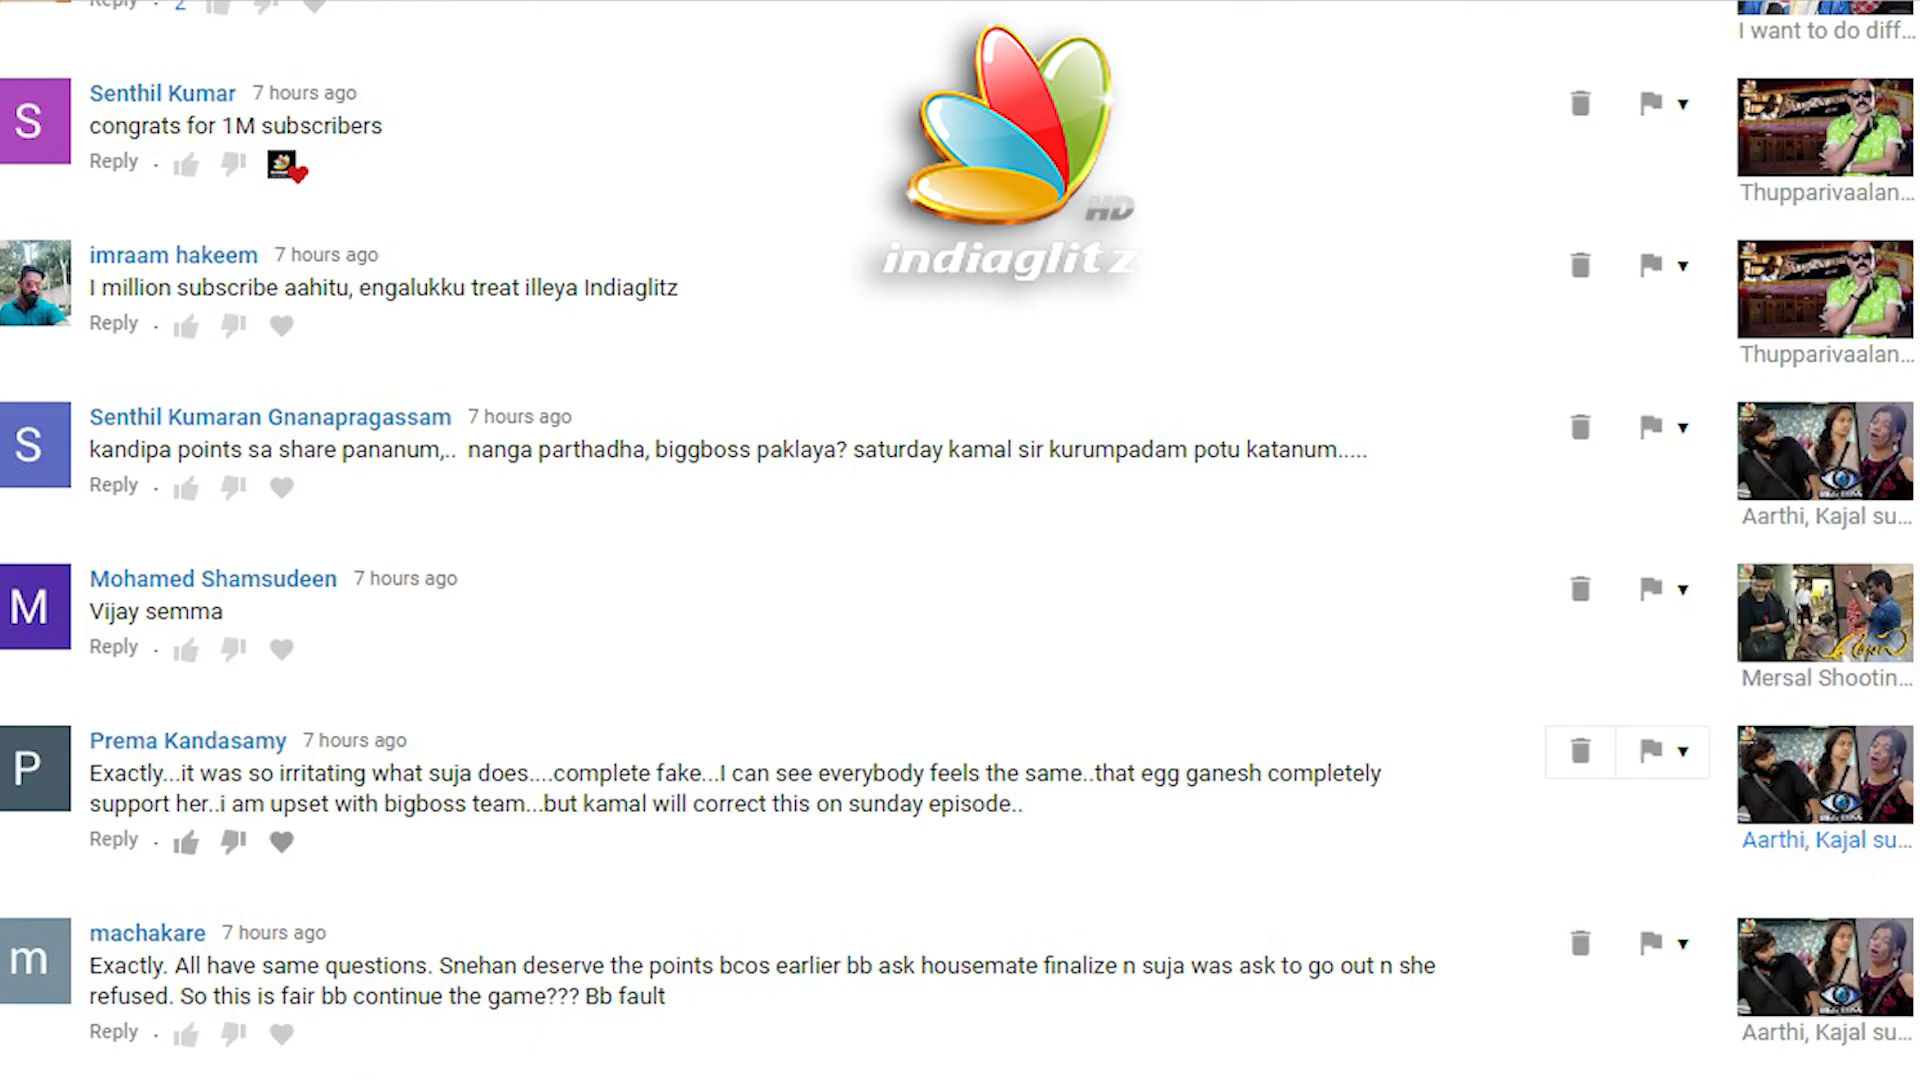 Reply . 2
I want to do diff...
S
Senthil Kumar 7 hours ago
congrats for 1M subscribers
Reply .
Thupparivaalan...
HD
indiaglitz
imraam hakeem 7 hours ago
I million subscribe aahitu, engalukku treat illeya Indiaglitz
Reply .
Thupparivaalan...
S
Senthil Kumaran Gnanapragassam 7 hours ago
kandipa points sa share pananum,.. nanga parthadha, biggboss paklaya? saturday kamal sir kurumpadam potu katanum.....
Reply .
Aarthi, Kajal su...
M
Mohamed Shamsudeen 7 hours ago
Vijay semma
Reply .
Mersal Shootin...
P
Prema Kandasamy 7 hours ago
Exactly...it was so irritating what suja does....complete fake...I can see everybody feels the same..that egg ganesh completely
support her..i am upset with bigboss team...but kamal will correct this on sunday episode..
Reply .
Aarthi, Kajal su...
m
machakare 7 hours ago
Exactly. All have same questions. Snehan deserve the points bcos earlier bb ask housemate finalize n suja was ask to go out n she
refused. So this is fair bb continue the game??? Bb fault
Reply .
Aarthi, Kajal su...